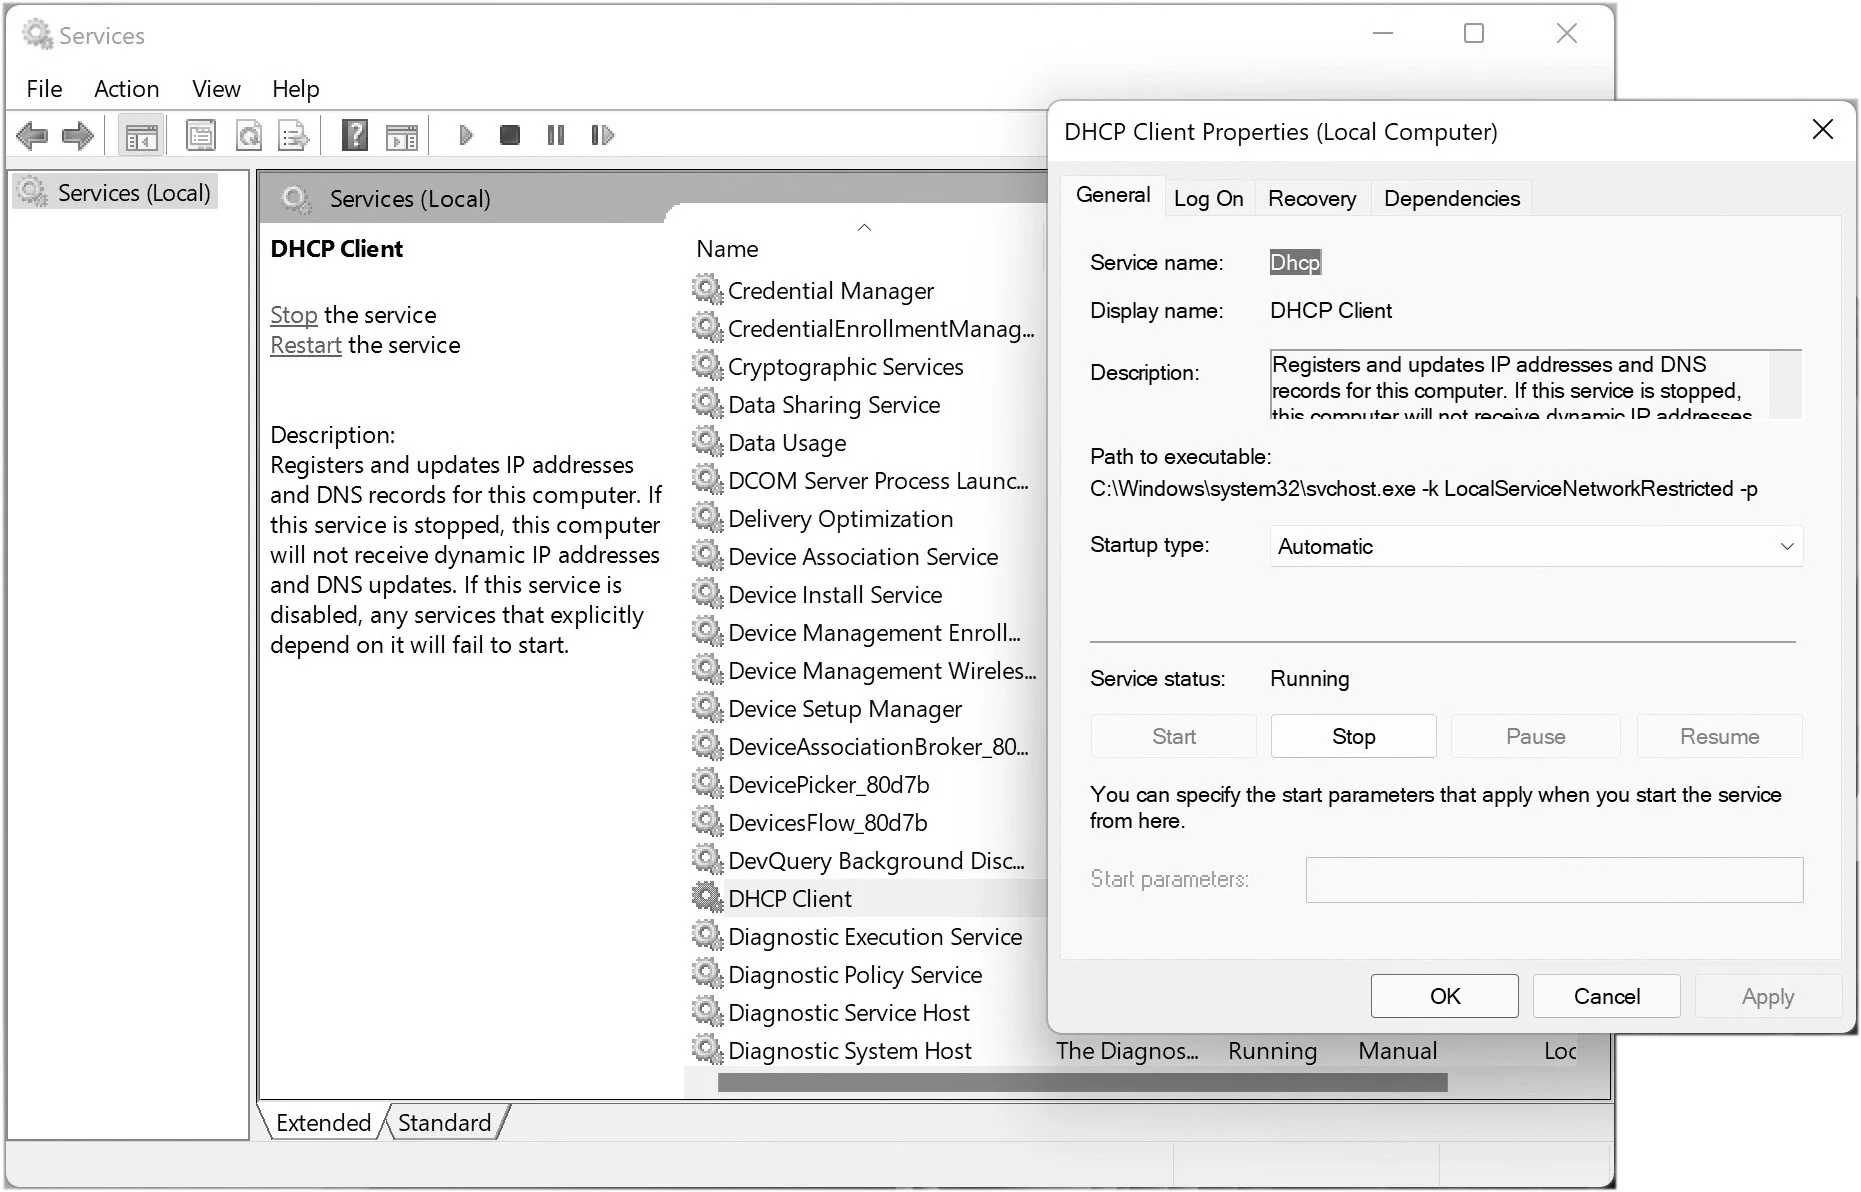 Services
File Action View Help
Services (Local)
Services (Local)
DHCP Client
Stop the service
Restart the service
Description:
Registers and updates IP addresses
and DNS records for this computer. If
this service is stopped, this computer
will not receive dynamic IP addresses
and DNS updates. If this service is
disabled, any services that explicitly
depend on it will fail to start.
Name
Credential Manager
CredentialEnrollmentManag...
Cryptographic Services
Data Sharing Service
Data Usage
DCOM Server Process Launc...
Delivery Optimization
Device Association Service
Device Install Service
Device Management Enroll...
Device Management Wireles...
Device Setup Manager
DeviceAssociationBroker_80...
DevicePicker_80d7b
DevicesFlow_80d7b
DevQuery Background Disc...
DHCP Client
Diagnostic Execution Service
Diagnostic Policy Service
Diagnostic Service Host
Diagnostic System Host The Diagnos... Running Manual Loc
Extended Standard
DHCP Client Properties (Local Computer)
General Log On Recovery Dependencies
Service name: Dhcp
Display name: DHCP Client
Description: Registers and updates IP addresses and DNS
records for this computer. If this service is stopped,
this computer will not receive dynamic IP addresses
Path to executable:
C:\Windows\system32\svchost.exe -k LocalServiceNetworkRestricted -p
Startup type: Automatic
Service status: Running
Start Stop Pause Resume
You can specify the start parameters that apply when you start the service
from here.
Start parameters:
OK Cancel Apply